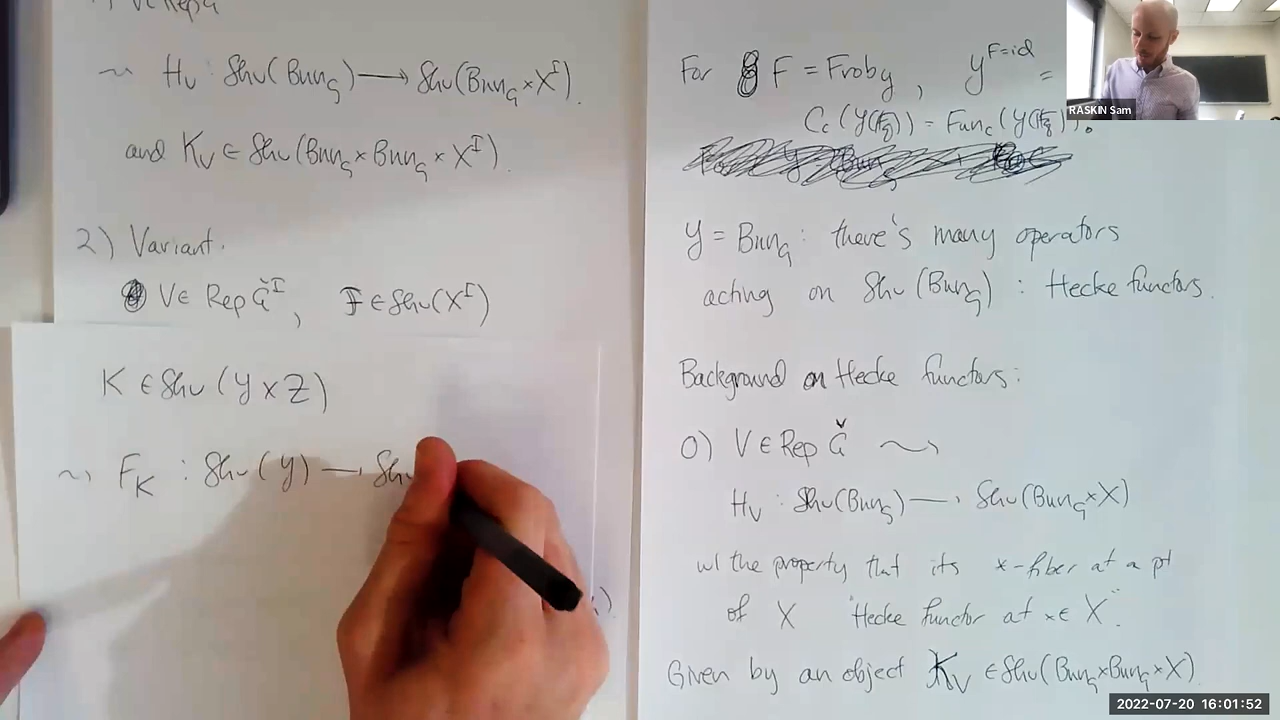 H_V : Shv(Bun_G) ⟶ Shv(Bun_G × X^I).
and K_V ∈ Shv(Bun_G × Bun_G × X^I).
2) Variant.
V ∈ Rep Ǧ^I, F ∈ Shv(X^I)
K ∈ Shv(Y × Z)
⇝ F_K : Shv(Y) ⟶ Shv
For F = Frob_Y, Y^{F=id} =
C_c(Y(F_q)) = Fun_c(Y(F_q)).
Y = Bun_G : there's many operators
acting on Shv(Bun_G) : Hecke functors.
Background on Hecke functors:
0) V ∈ Rep Ǧ ⇝
H_V : Shv(Bun_G) ⟶ Shv(Bun_G × X)
w/ the property that its *-fiber at a pt
of X "Hecke functor at x ∈ X".
Given by an object K_V ∈ Shv(Bun_G × Bun_G × X)
RASKIN Sam
2022-07-20 16:01:52